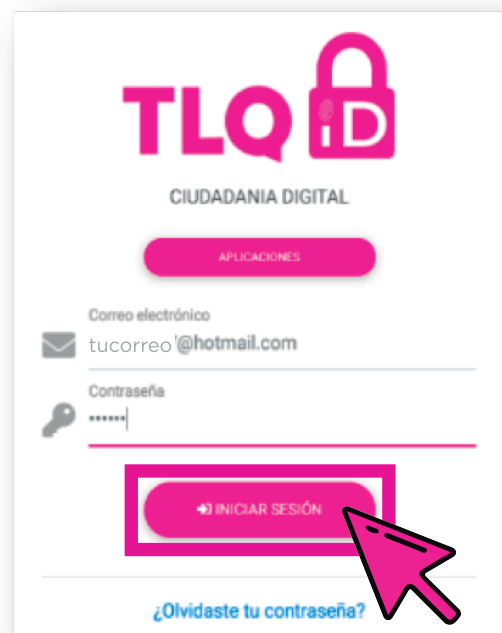 TLQ iD
CIUDADANIA DIGITAL
APLICACIONES
Correo electrónico
tucorreo'@hotmail.com
Contraseña
••••••
INICIAR SESIÓN
¿Olvidaste tu contraseña?